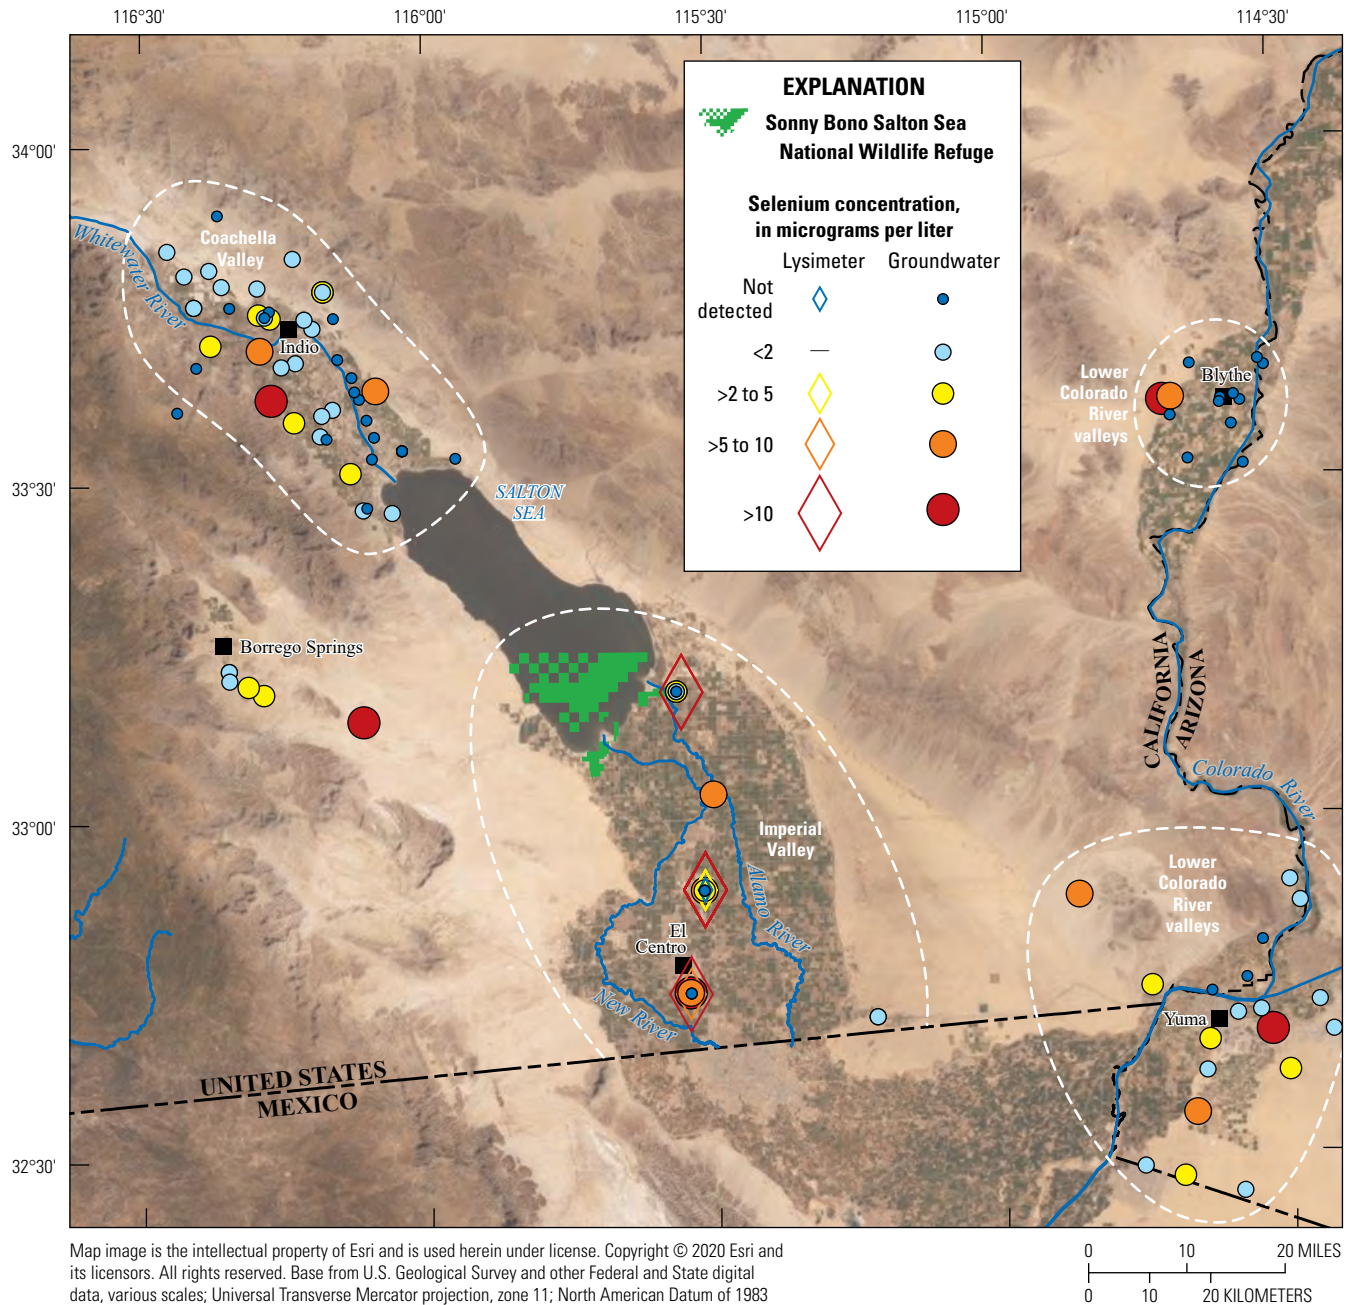 116°30'
116°00'
115°30'
115°00'
114°30'
34°00'
33°30'
33°00'
32°30'
EXPLANATION
Sonny Bono Salton Sea
National Wildlife Refuge
Selenium concentration,
in micrograms per liter
Lysimeter
Groundwater
Not
detected
<2
—
>2 to 5
>5 to 10
>10
Whitewater River
Coachella
Valley
Indio
SALTON
SEA
Lower
Colorado
River
valleys
Blythe
Borrego Springs
CALIFORNIA
ARIZONA
Colorado River
Imperial
Valley
Alamo River
El
Centro
New River
Lower
Colorado
River
valleys
Yuma
UNITED STATES
MEXICO
Map image is the intellectual property of Esri and is used herein under license. Copyright © 2020 Esri and
its licensors. All rights reserved. Base from U.S. Geological Survey and other Federal and State digital
data, various scales; Universal Transverse Mercator projection, zone 11; North American Datum of 1983
0 10 20 MILES
0 10 20 KILOMETERS